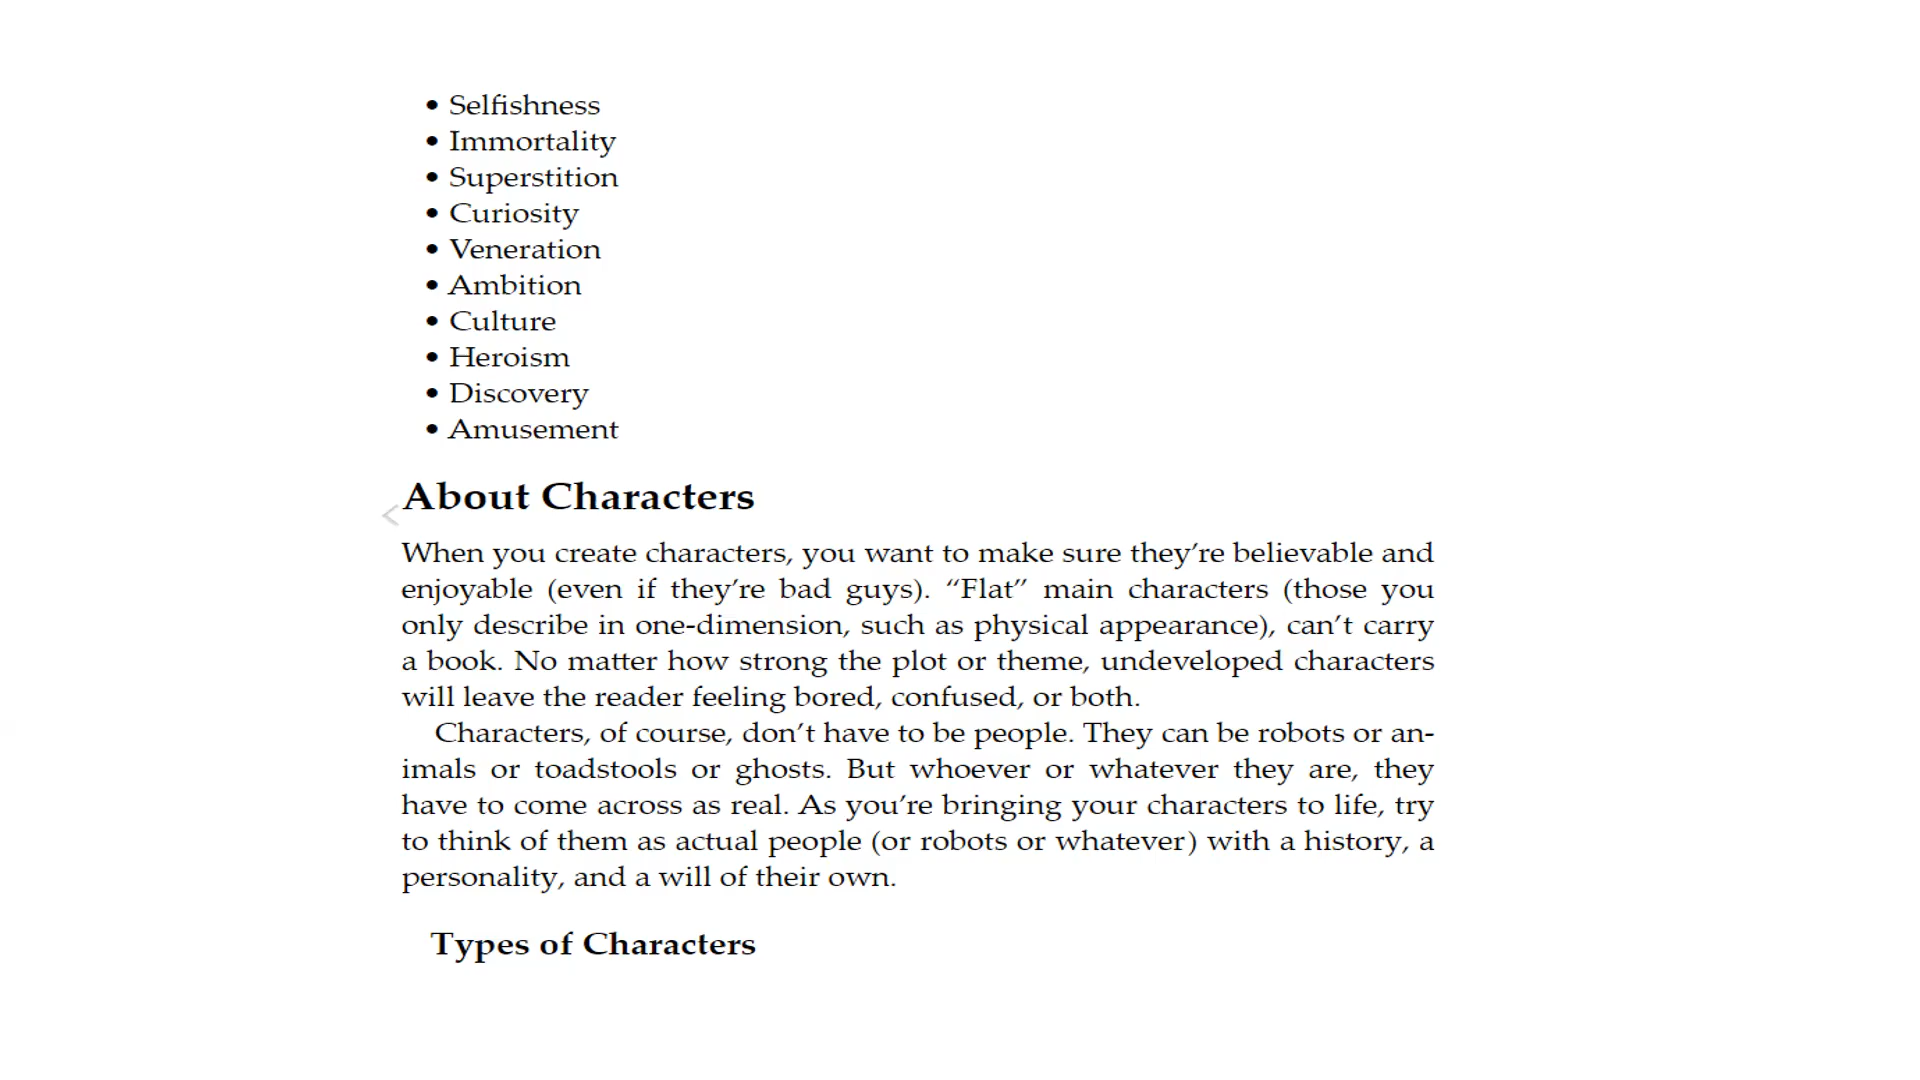 • Selfishness
• Immortality
• Superstition
• Curiosity
• Veneration
• Ambition
• Culture
• Heroism
• Discovery
• Amusement
About Characters
When you create characters, you want to make sure they’re believable and
enjoyable (even if they’re bad guys). “Flat” main characters (those you
only describe in one-dimension, such as physical appearance), can’t carry
a book. No matter how strong the plot or theme, undeveloped characters
will leave the reader feeling bored, confused, or both.
Characters, of course, don’t have to be people. They can be robots or an-
imals or toadstools or ghosts. But whoever or whatever they are, they
have to come across as real. As you’re bringing your characters to life, try
to think of them as actual people (or robots or whatever) with a history, a
personality, and a will of their own.
Types of Characters